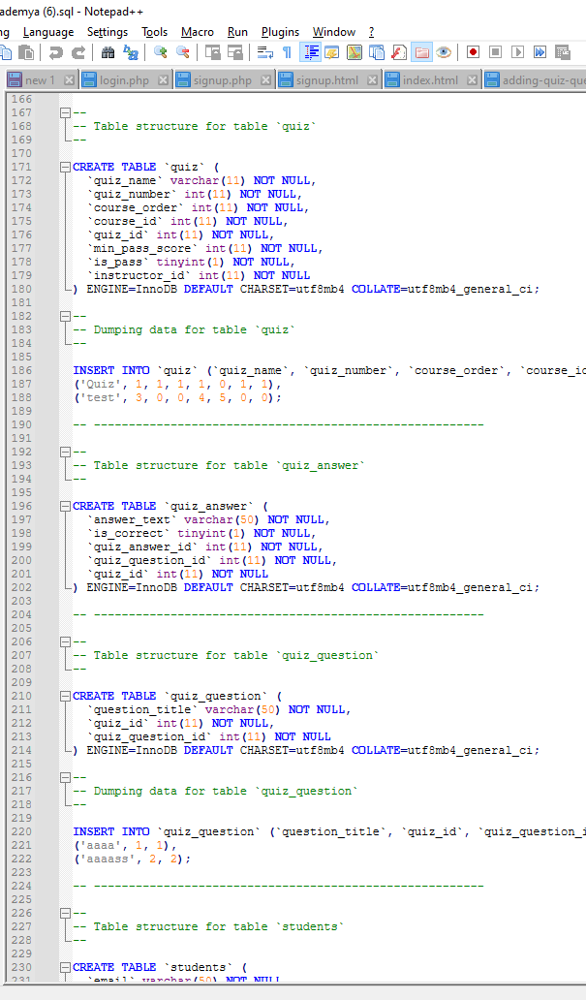 ademya (6).sql - Notepad++
Language Settings Tools Macro Run Plugins Window ?
new 1 login.php signup.php signup.html index.html adding-quiz-que
166
167 --
168 -- Table structure for table `quiz`
169 --
170
171 CREATE TABLE `quiz` (
172 `quiz_name` varchar(11) NOT NULL,
173 `quiz_number` int(11) NOT NULL,
174 `course_order` int(11) NOT NULL,
175 `course_id` int(11) NOT NULL,
176 `quiz_id` int(11) NOT NULL,
177 `min_pass_score` int(11) NOT NULL,
178 `is_pass` tinyint(1) NOT NULL,
179 `instructor_id` int(11) NOT NULL
180 ) ENGINE=InnoDB DEFAULT CHARSET=utf8mb4 COLLATE=utf8mb4_general_ci;
181
182 --
183 -- Dumping data for table `quiz`
184 --
185
186 INSERT INTO `quiz` (`quiz_name`, `quiz_number`, `course_order`, `course_id
187 ('Quiz', 1, 1, 1, 1, 0, 1, 1),
188 ('test', 3, 0, 0, 4, 5, 0, 0);
189
190 -- --------------------------------------------------------
191
192 --
193 -- Table structure for table `quiz_answer`
194 --
195
196 CREATE TABLE `quiz_answer` (
197 `answer_text` varchar(50) NOT NULL,
198 `is_correct` tinyint(1) NOT NULL,
199 `quiz_answer_id` int(11) NOT NULL,
200 `quiz_question_id` int(11) NOT NULL,
201 `quiz_id` int(11) NOT NULL
202 ) ENGINE=InnoDB DEFAULT CHARSET=utf8mb4 COLLATE=utf8mb4_general_ci;
203
204 -- --------------------------------------------------------
205
206 --
207 -- Table structure for table `quiz_question`
208 --
209
210 CREATE TABLE `quiz_question` (
211 `question_title` varchar(50) NOT NULL,
212 `quiz_id` int(11) NOT NULL,
213 `quiz_question_id` int(11) NOT NULL
214 ) ENGINE=InnoDB DEFAULT CHARSET=utf8mb4 COLLATE=utf8mb4_general_ci;
215
216 --
217 -- Dumping data for table `quiz_question`
218 --
219
220 INSERT INTO `quiz_question` (`question_title`, `quiz_id`, `quiz_question_i
221 ('aaaa', 1, 1),
222 ('aaaass', 2, 2);
223
224 -- --------------------------------------------------------
225
226 --
227 -- Table structure for table `students`
228 --
229
230 CREATE TABLE `students` (
231 `email` varchar(50) NOT NULL